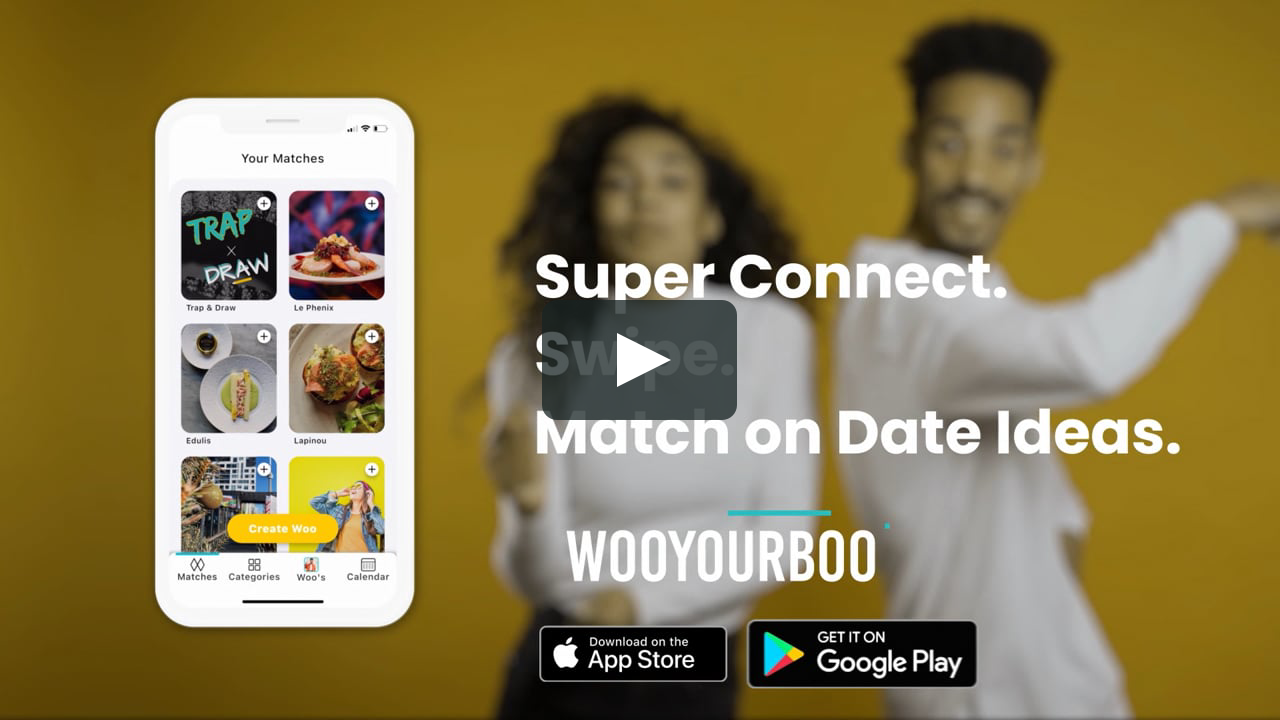 Your Matches
TRAP
X
DRAW
Trap & Draw
Le Phenix
Edulis
Lapinou
Create Woo
Matches
Categories
Woo's
Calendar
Super Connect.
Swipe.
Match on Date Ideas.
WOOYOURBOO
Download on the
App Store
GET IT ON
Google Play